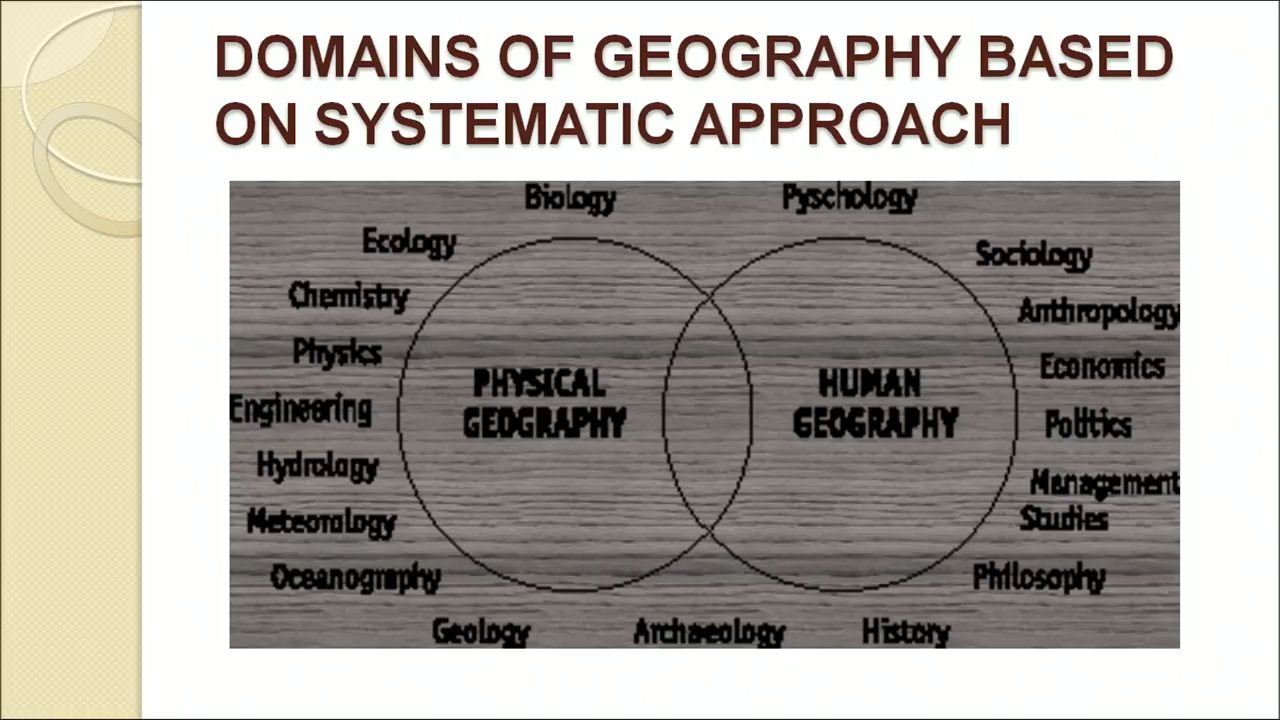 DOMAINS OF GEOGRAPHY BASED
ON SYSTEMATIC APPROACH
Biology
Pyschology
Ecology
Sociology
Chemistry
Anthropology
Physics
Economics
PHYSICAL
GEOGRAPHY
HUMAN
GEOGRAPHY
Engineering
Politics
Hydrology
Management
Studies
Meteorology
Oceanography
Philosophy
Geology
Archaeology
History